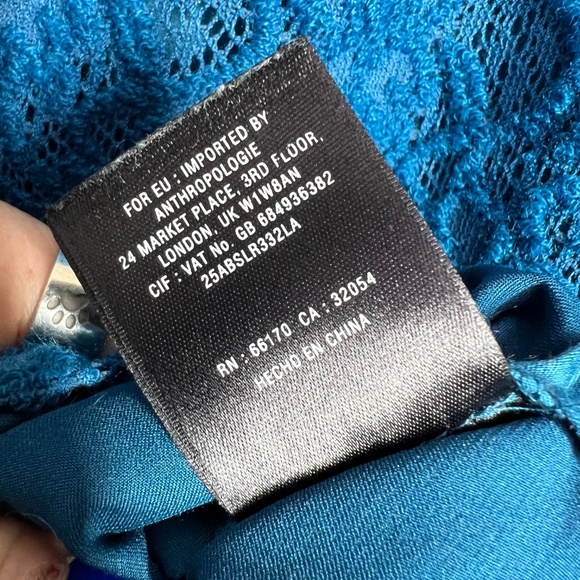 FOR EU : IMPORTED BY
ANTHROPOLOGIE
24 MARKET PLACE, 3RD FLOOR,
LONDON, UK W1W8AN
CIF : VAT No. GB 684936382
25ABSLR332LA
RN : 66170 CA : 32054
HECHO EN CHINA